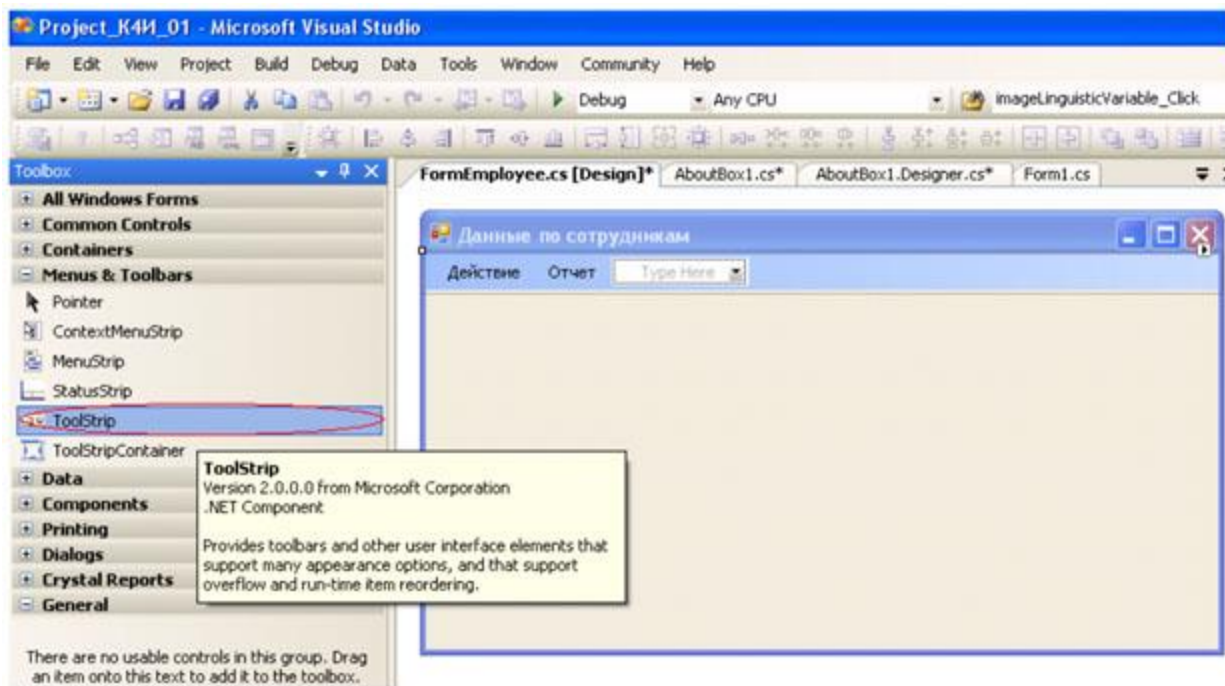 Project_К4И_01 - Microsoft Visual Studio
File Edit View Project Build Debug Data Tools Window Community Help
Debug Any CPU imageLinguisticVariable_Click
Toolbox
FormEmployee.cs [Design]* AboutBox1.cs* AboutBox1.Designer.cs* Form1.cs
All Windows Forms
Common Controls
Containers
Menus & Toolbars
Pointer
ContextMenuStrip
MenuStrip
StatusStrip
ToolStrip
ToolStripContainer
Data
Components
Printing
Dialogs
Crystal Reports
General
There are no usable controls in this group. Drag
an item onto this text to add it to the toolbox.
Данные по сотрудникам
Действие Отчет Type Here
ToolStrip
Version 2.0.0.0 from Microsoft Corporation
.NET Component
Provides toolbars and other user interface elements that
support many appearance options, and that support
overflow and run-time item reordering.